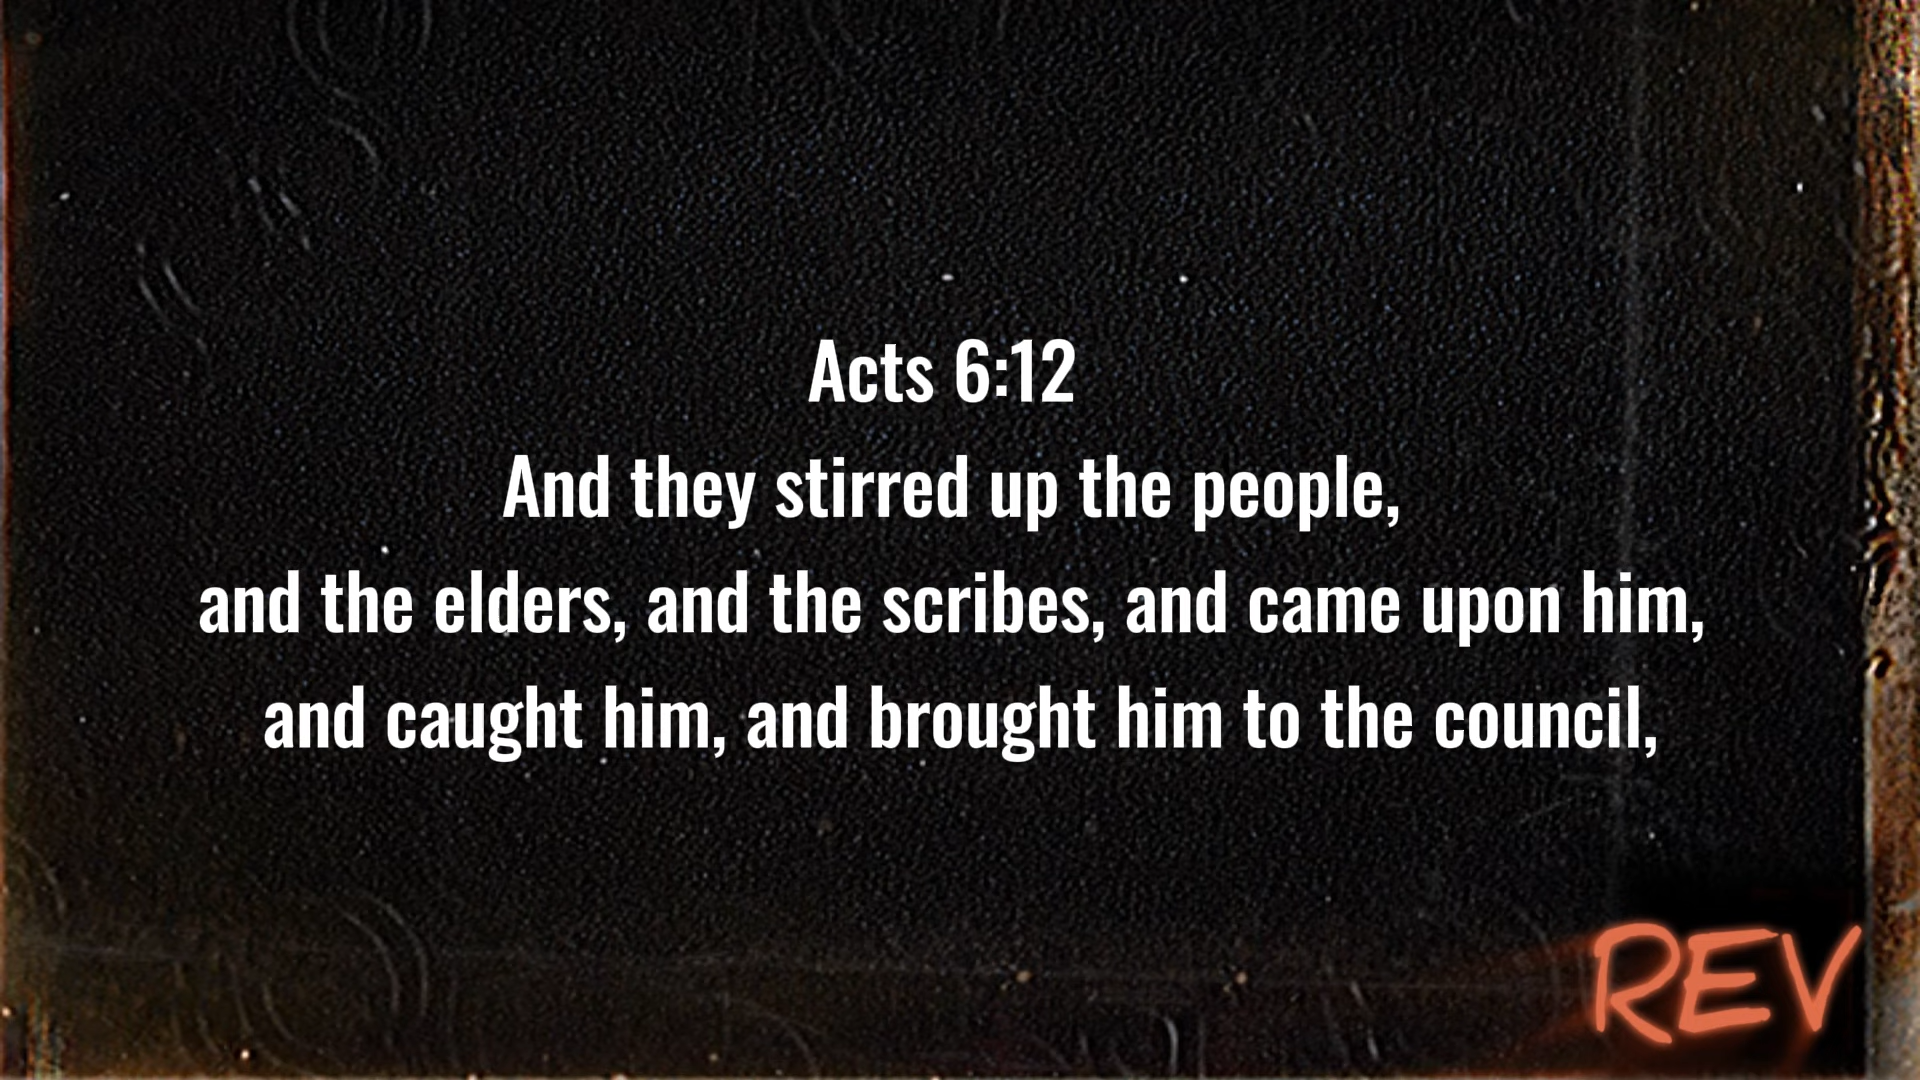 Acts 6:12
And they stirred up the people,
and the elders, and the scribes, and came upon him,
and caught him, and brought him to the council,
REV